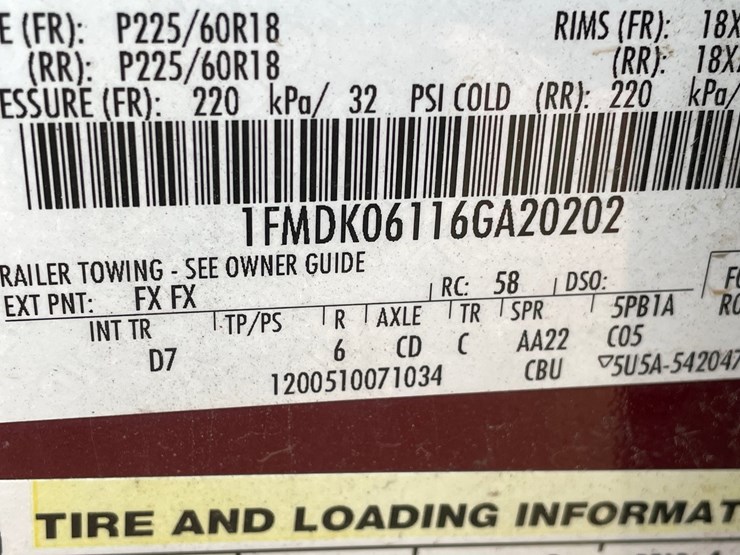 E (FR): P225/60R18 RIMS (FR): 18X
(RR): P225/60R18 (RR): 18X
ESSURE (FR): 220 kPa/ 32 PSI COLD (RR): 220 kPa/
1FMDK06116GA20202
RAILER TOWING - SEE OWNER GUIDE
EXT PNT: FX FX RC: 58 DSO:
INT TR TP/PS R AXLE TR SPR 5PB1A
D7 6 CD C AA22 C05
1200510071034 CBU ▽5U5A-542047
TIRE AND LOADING INFORMAT